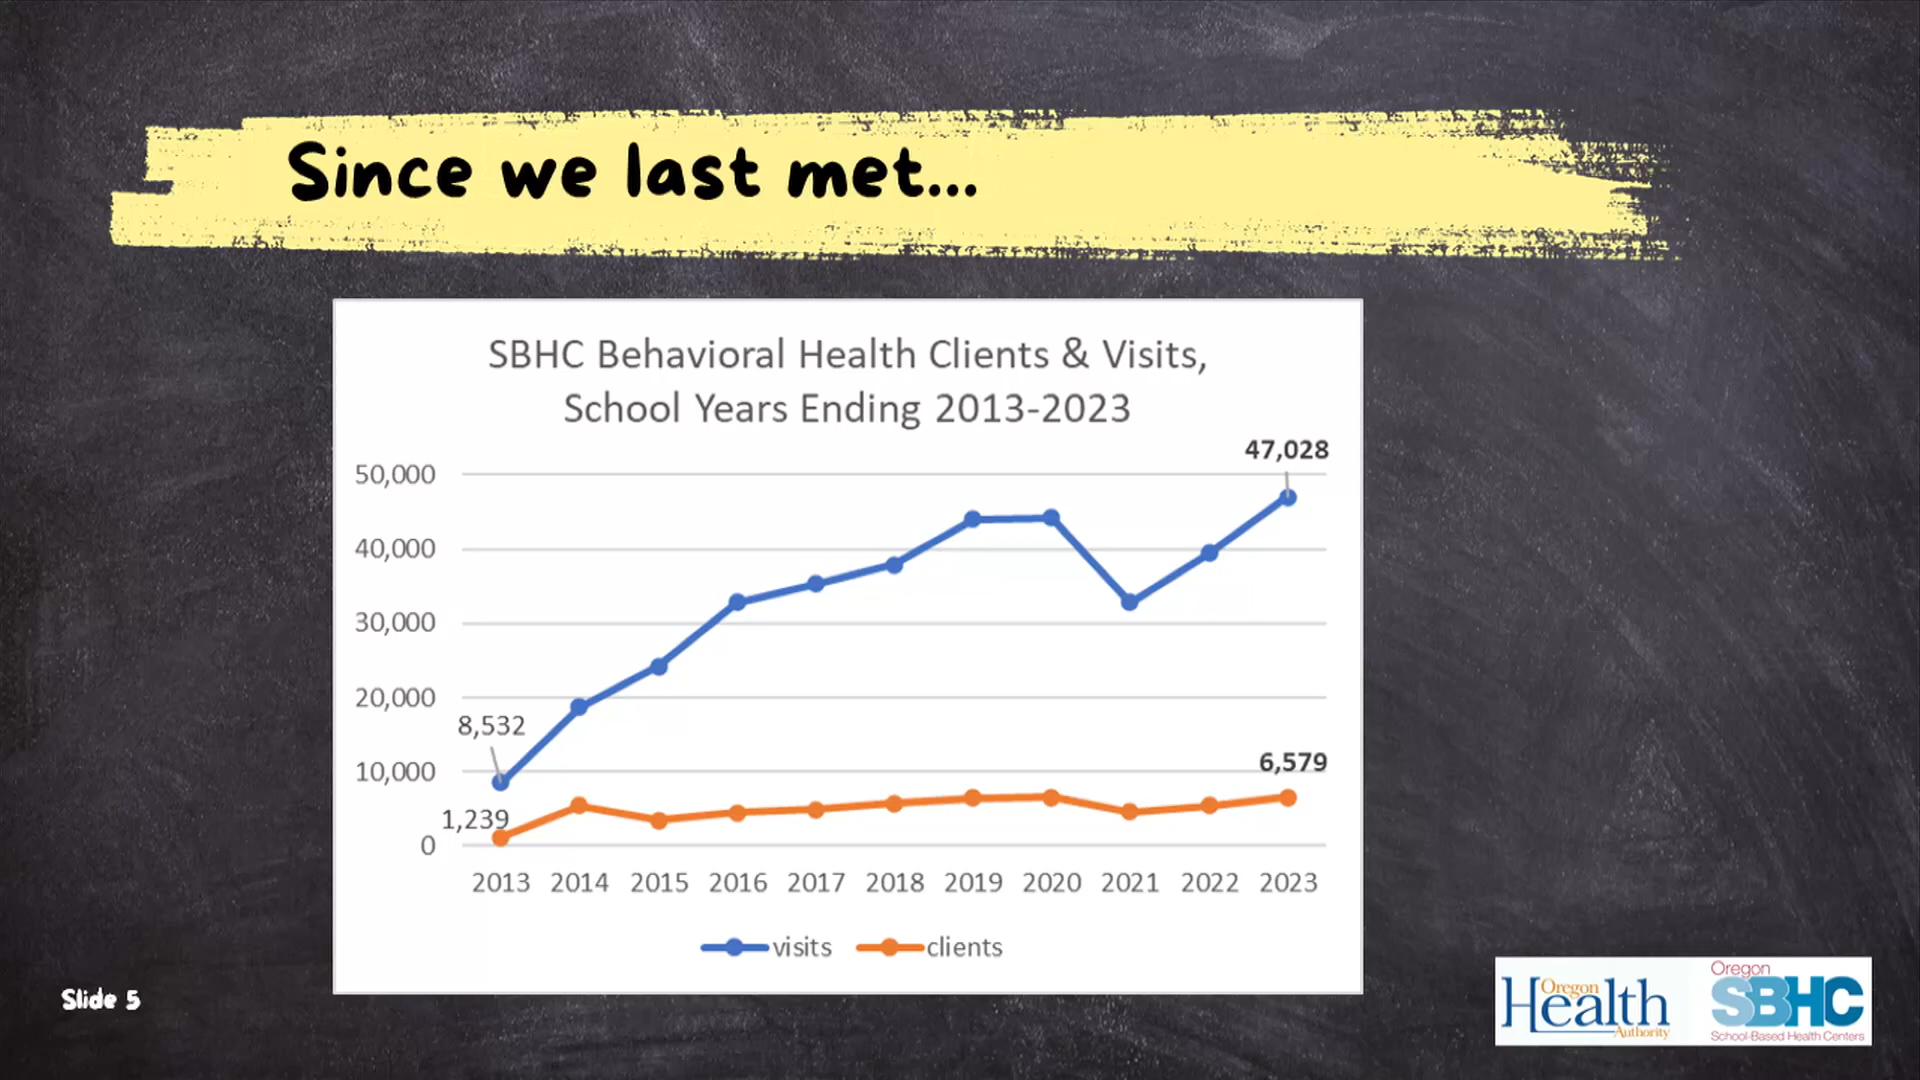 Since we last met...
SBHC Behavioral Health Clients & Visits,
School Years Ending 2013-2023
47,028
50,000
40,000
30,000
20,000
8,532
10,000
6,579
1,239
0
2013 2014 2015 2016 2017 2018 2019 2020 2021 2022 2023
visits clients
Slide 5
Oregon
Health
Authority
Oregon
SBHC
School-Based Health Centers